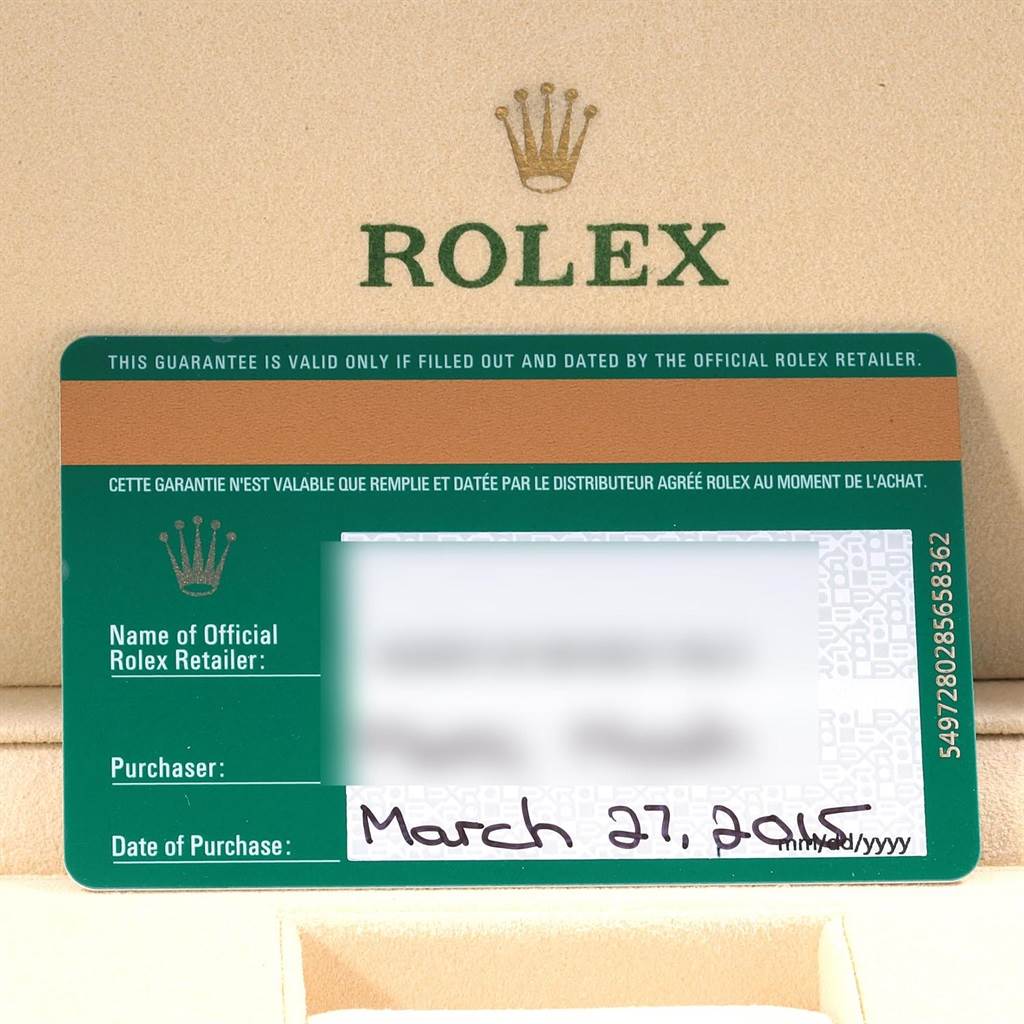 ROLEX
THIS GUARANTEE IS VALID ONLY IF FILLED OUT AND DATED BY THE OFFICIAL ROLEX RETAILER.
CETTE GARANTIE N'EST VALABLE QUE REMPLIE ET DATÉE PAR LE DISTRIBUTEUR AGRÉÉ ROLEX AU MOMENT DE L'ACHAT.
Name of Official
Rolex Retailer:
Purchaser:
Date of Purchase:
March 27, 2015
mm/dd/yyyy
5497280285658362